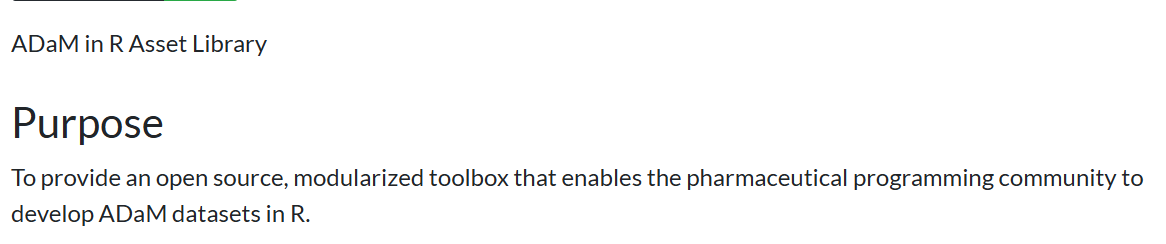 ADaM in R Asset Library
Purpose
To provide an open source, modularized toolbox that enables the pharmaceutical programming community to
develop ADaM datasets in R.